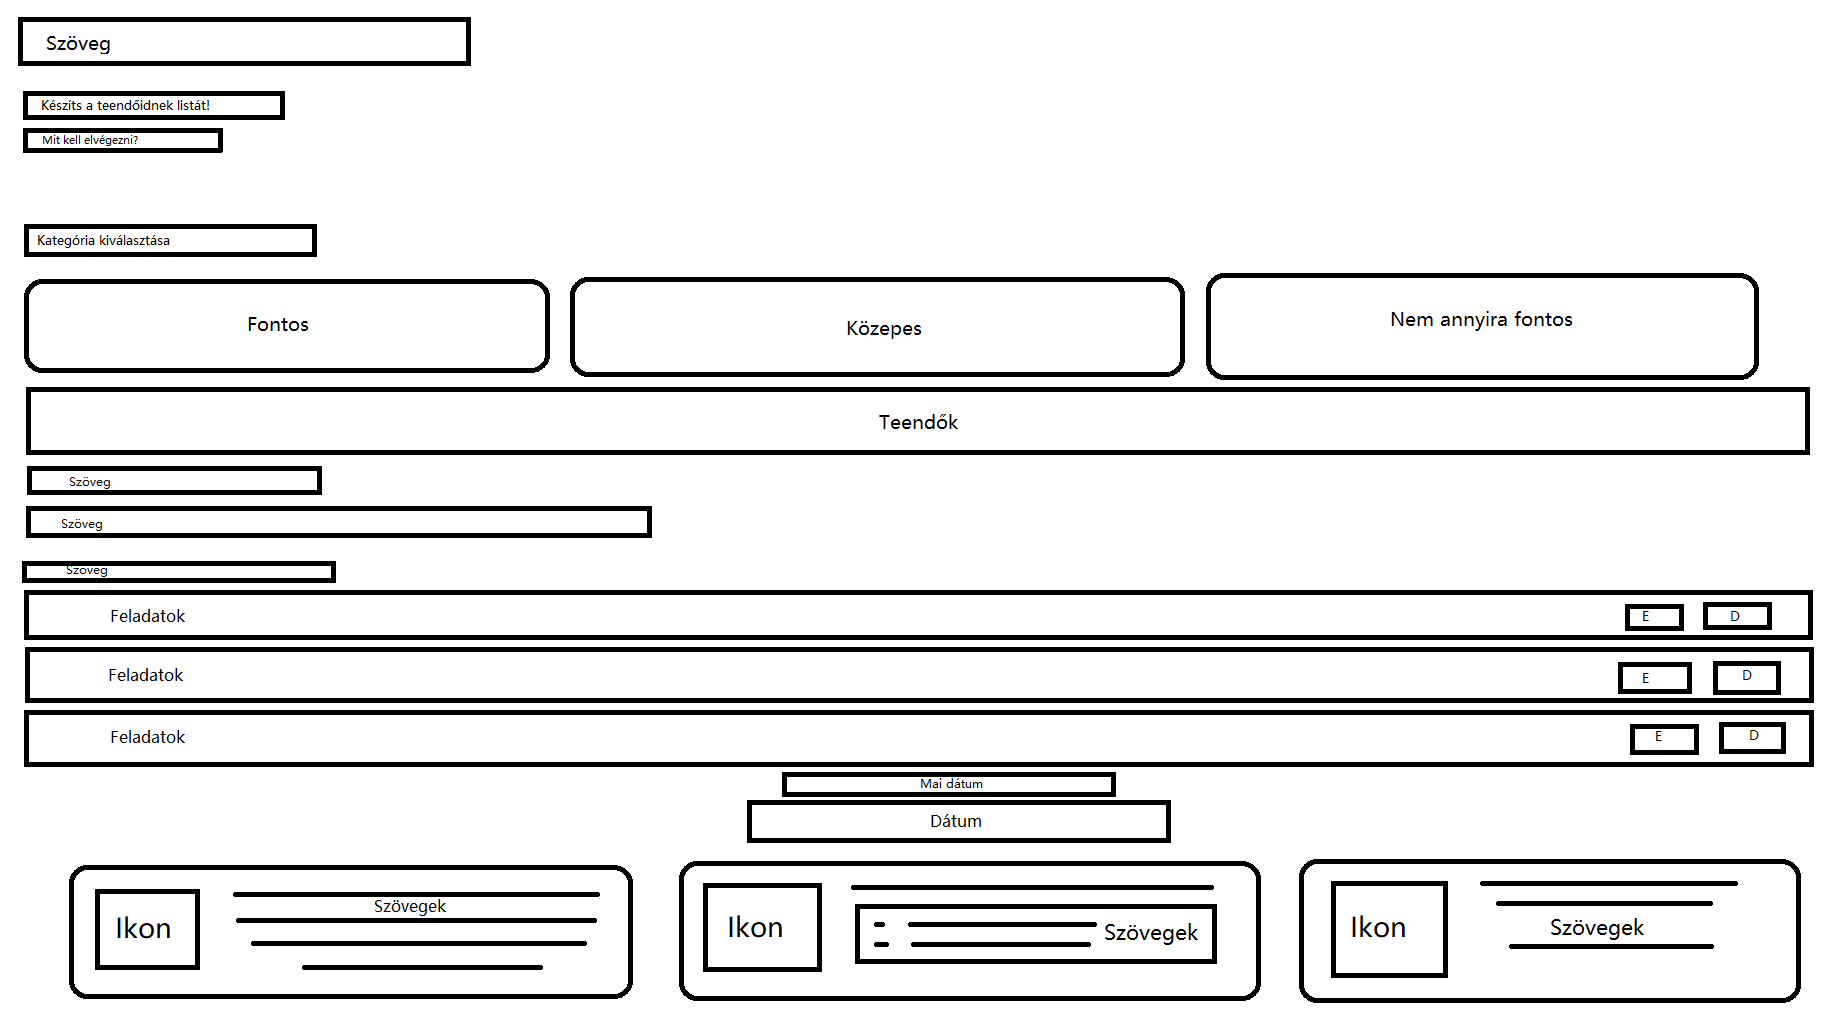 Szöveg
Készíts a teendőidnek listát!
Mit kell elvégezni?
Kategória kiválasztása
Fontos
Közepes
Nem annyira fontos
Teendők
Szöveg
Szöveg
Szöveg
Feladatok
E
D
Feladatok
E
D
Feladatok
E
D
Mai dátum
Dátum
Ikon
Szövegek
Ikon
Szövegek
Ikon
Szövegek